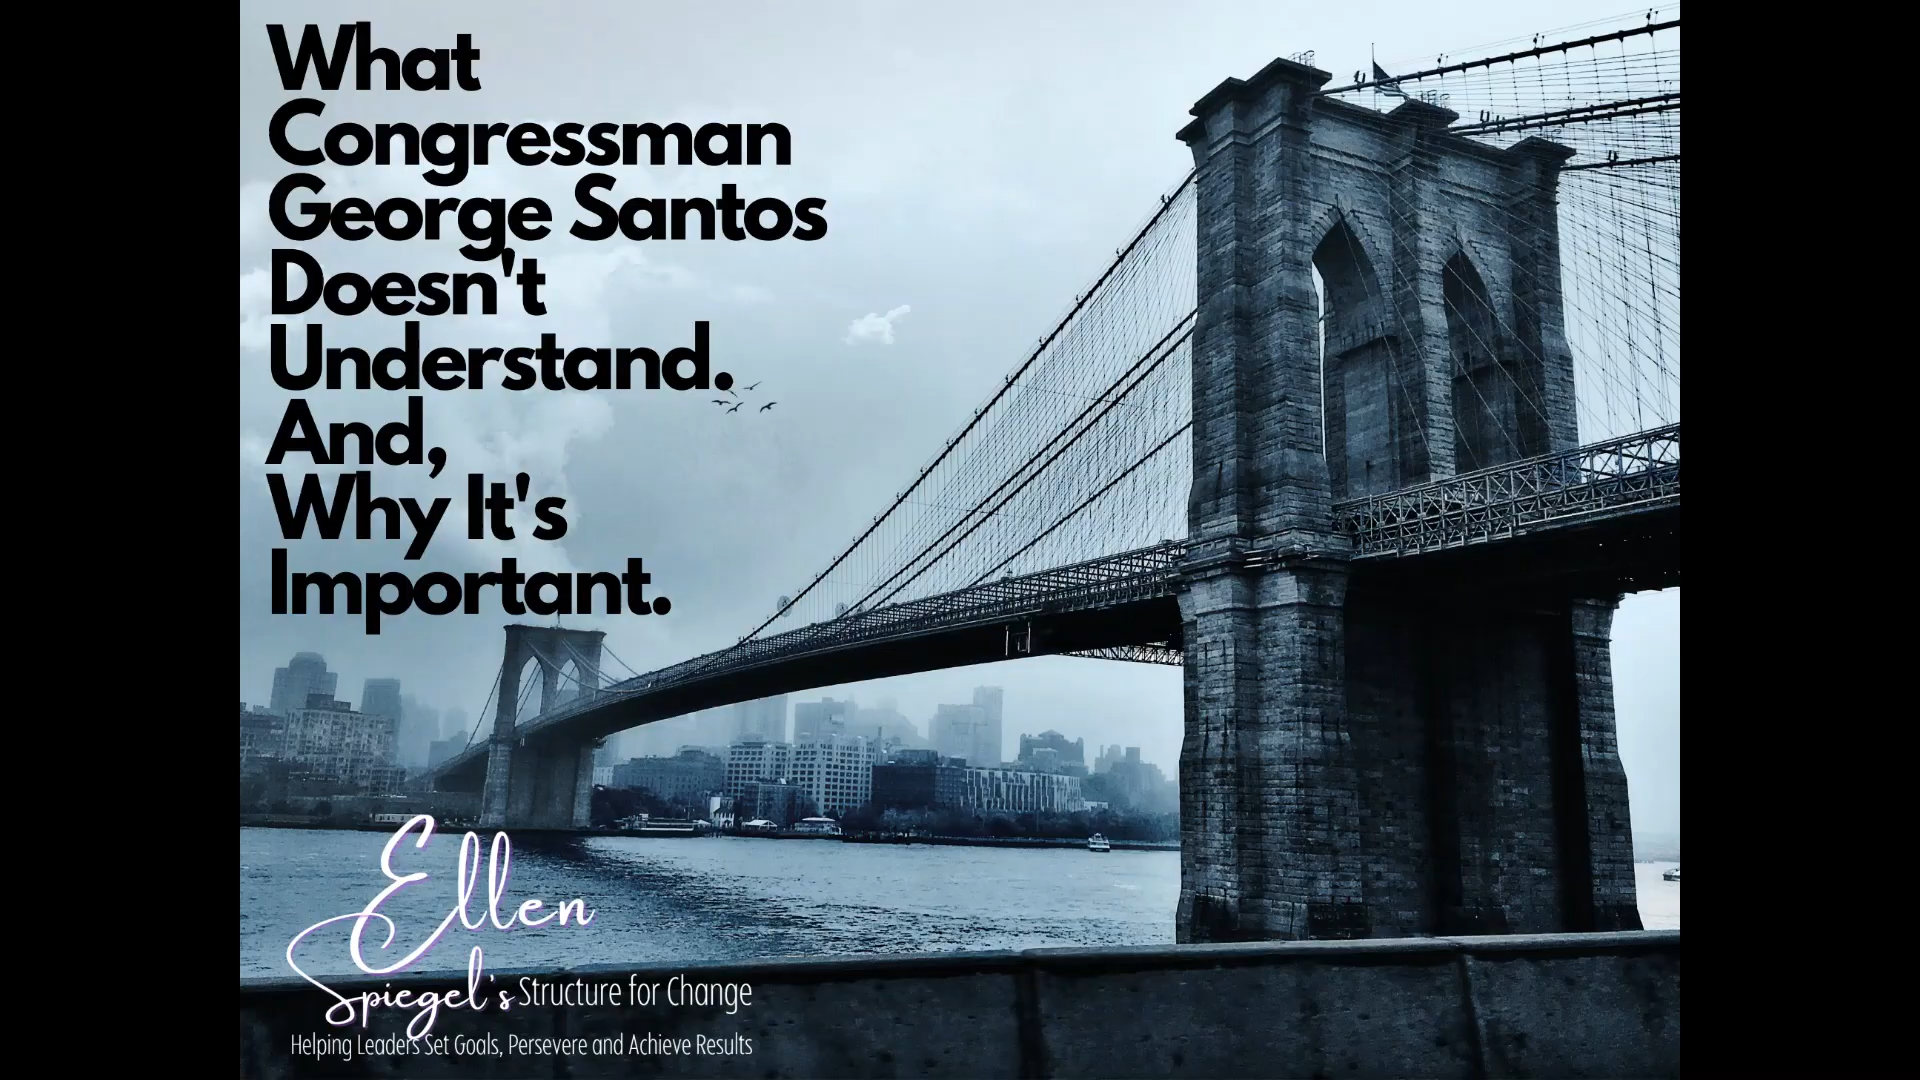 What
Congressman
George Santos
Doesn't
Understand.
And,
Why It's
Important.
Ellen
Spiegel's Structure for Change
Helping Leaders Set Goals, Persevere and Achieve Results